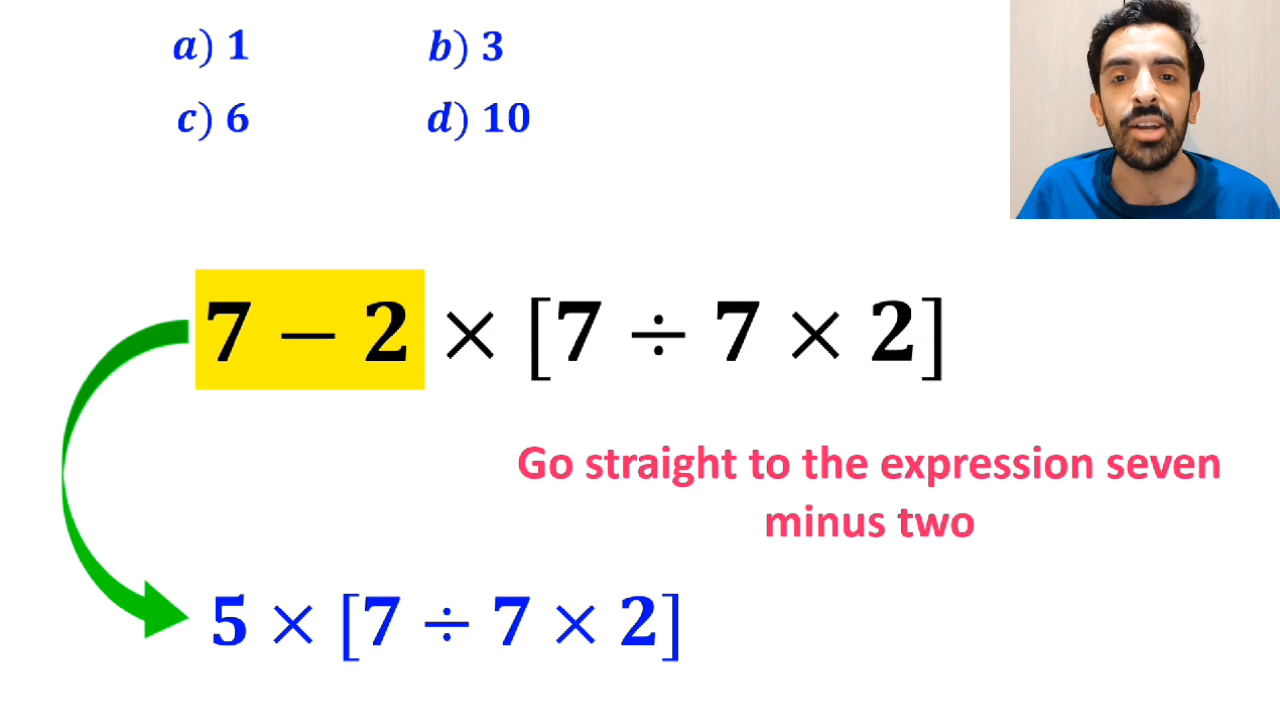 a) 1 b) 3
c) 6 d) 10
7 − 2 × [7 ÷ 7 × 2]
Go straight to the expression seven
minus two
5 × [7 ÷ 7 × 2]